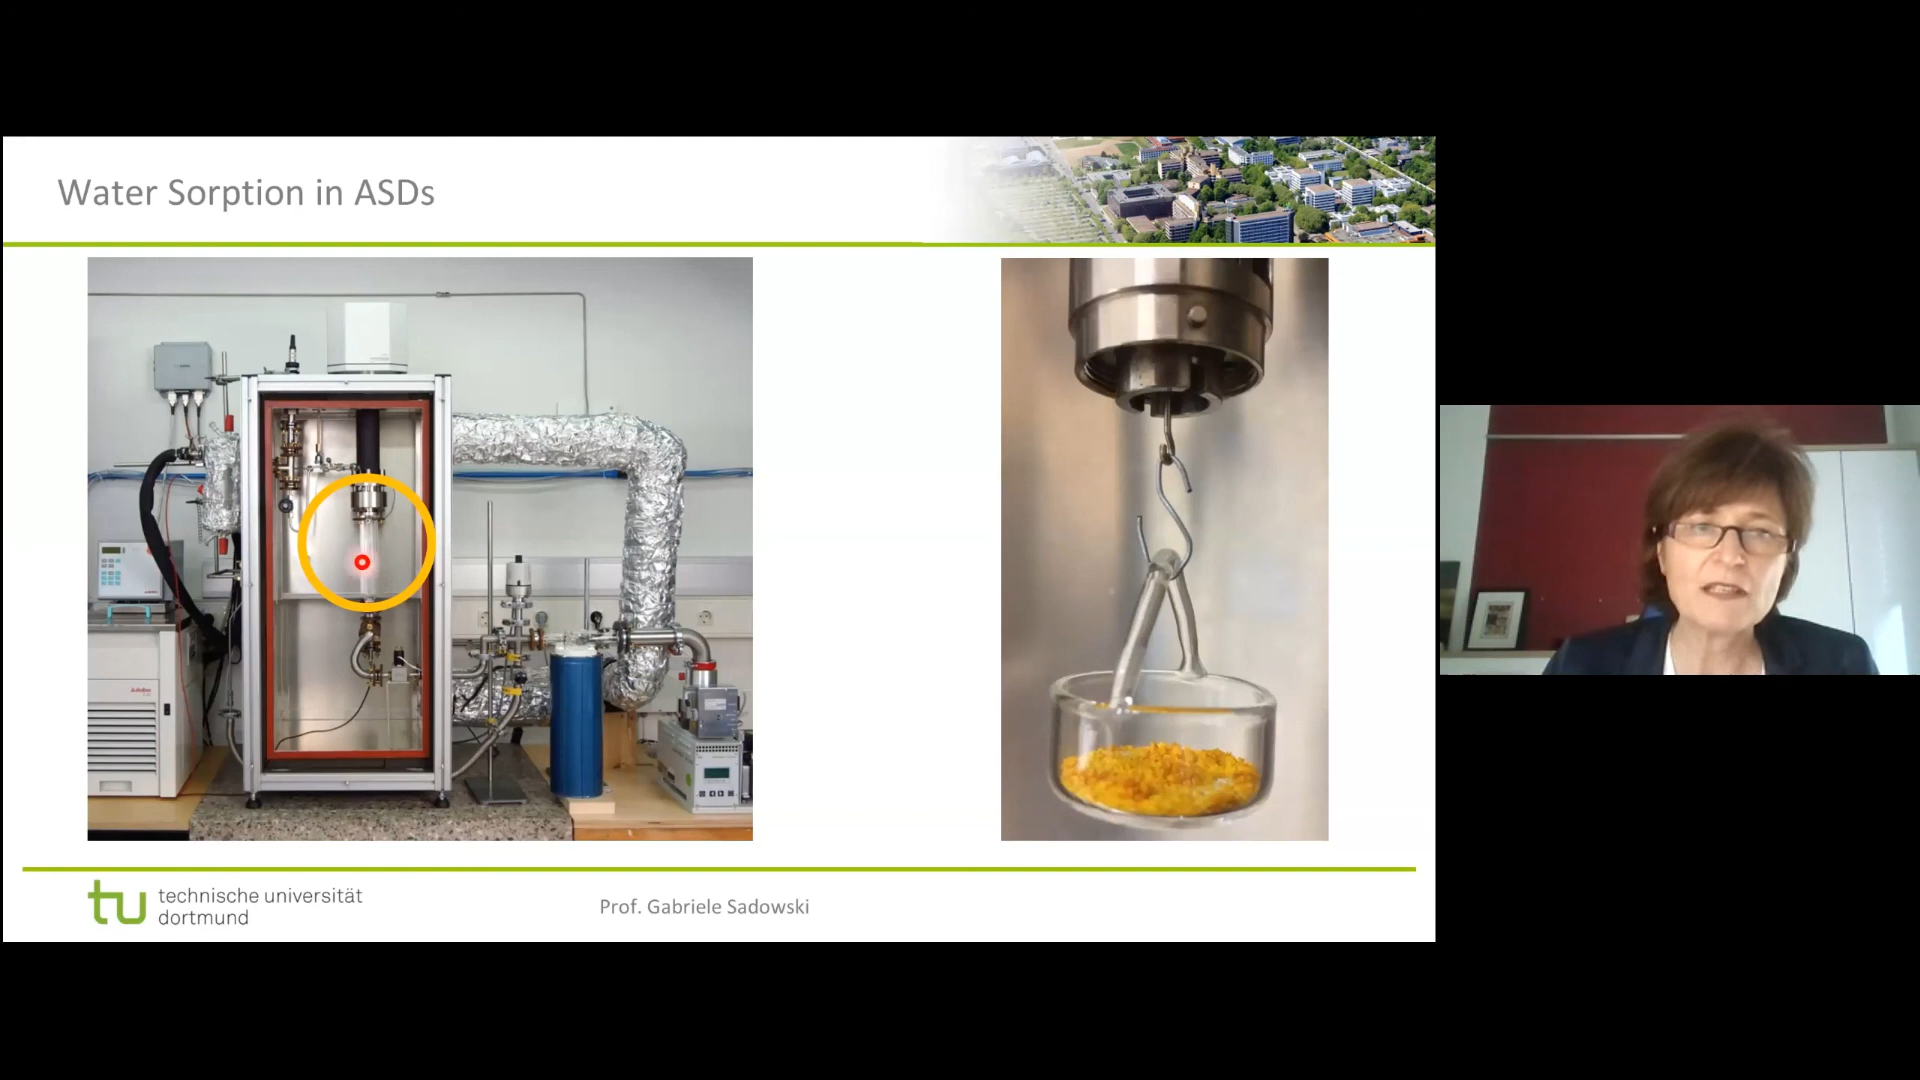 Water Sorption in ASDs
tu technische universität
dortmund
Prof. Gabriele Sadowski